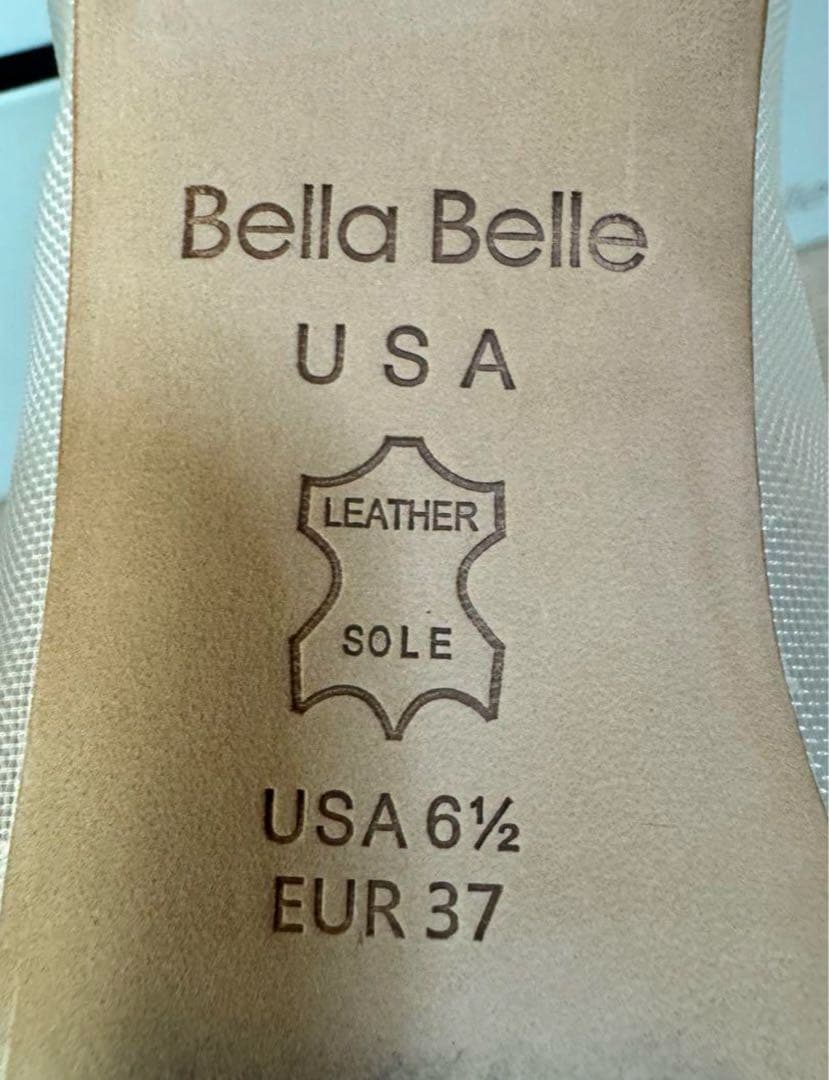 Bella Belle
USA
LEATHER
SOLE
USA 6½
EUR 37